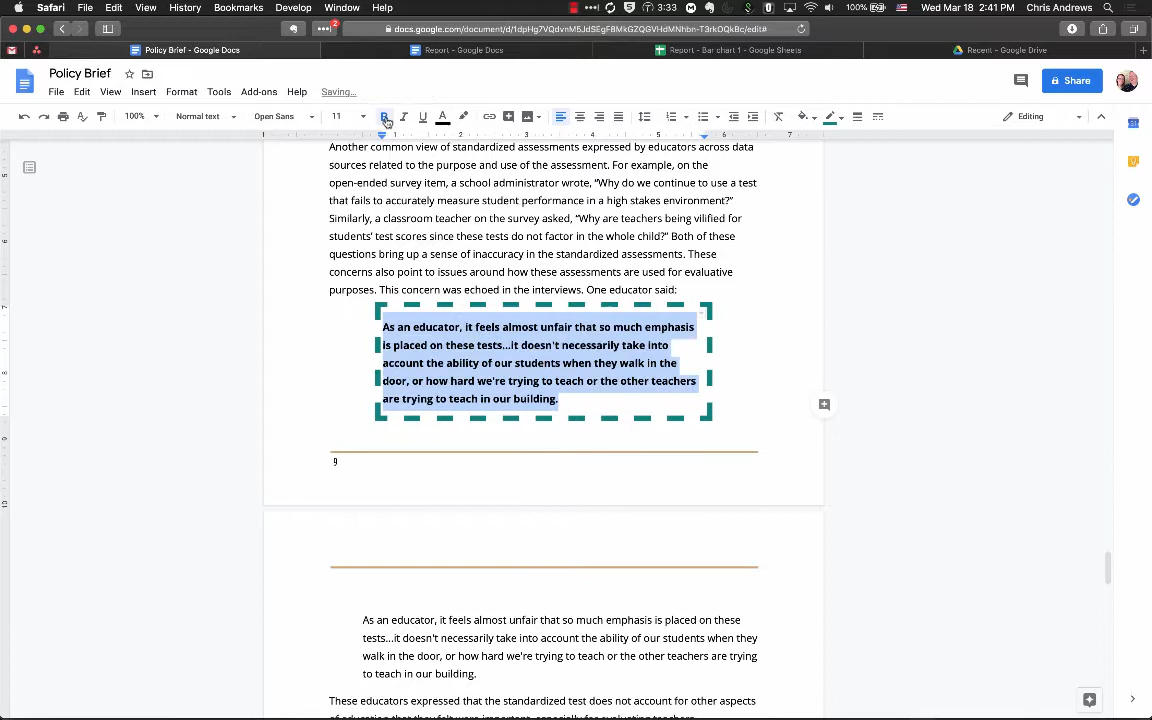 Safari File Edit View History Bookmarks Develop Window Help 3:33 100% Wed Mar 18 2:41 PM Chris Andrews
docs.google.com/document/d/1dpHg7VQdvnM5JdSEgF8MkGZQGVHdMNhbn-T3rkOqKBc/edit#
Policy Brief - Google Docs Report - Google Docs Report - Bar chart 1 - Google Sheets Recent - Google Drive
Policy Brief
Share
File Edit View Insert Format Tools Add-ons Help Saving...
100% Normal text Open Sans 11 B I U A Editing
1 1 2 3 4 5 6 7
Another common view of standardized assessments expressed by educators across data
sources related to the purpose and use of the assessment. For example, on the
open-ended survey item, a school administrator wrote, “Why do we continue to use a test
that fails to accurately measure student performance in a high stakes environment?”
Similarly, a classroom teacher on the survey asked, “Why are teachers being vilified for
students’ test scores since these tests do not factor in the whole child?” Both of these
questions bring up a sense of inaccuracy in the standardized assessments. These
concerns also point to issues around how these assessments are used for evaluative
purposes. This concern was echoed in the interviews. One educator said:
As an educator, it feels almost unfair that so much emphasis
is placed on these tests...it doesn't necessarily take into
account the ability of our students when they walk in the
door, or how hard we're trying to teach or the other teachers
are trying to teach in our building.
9
As an educator, it feels almost unfair that so much emphasis is placed on these
tests...it doesn't necessarily take into account the ability of our students when they
walk in the door, or how hard we're trying to teach or the other teachers are trying
to teach in our building.
These educators expressed that the standardized test does not account for other aspects